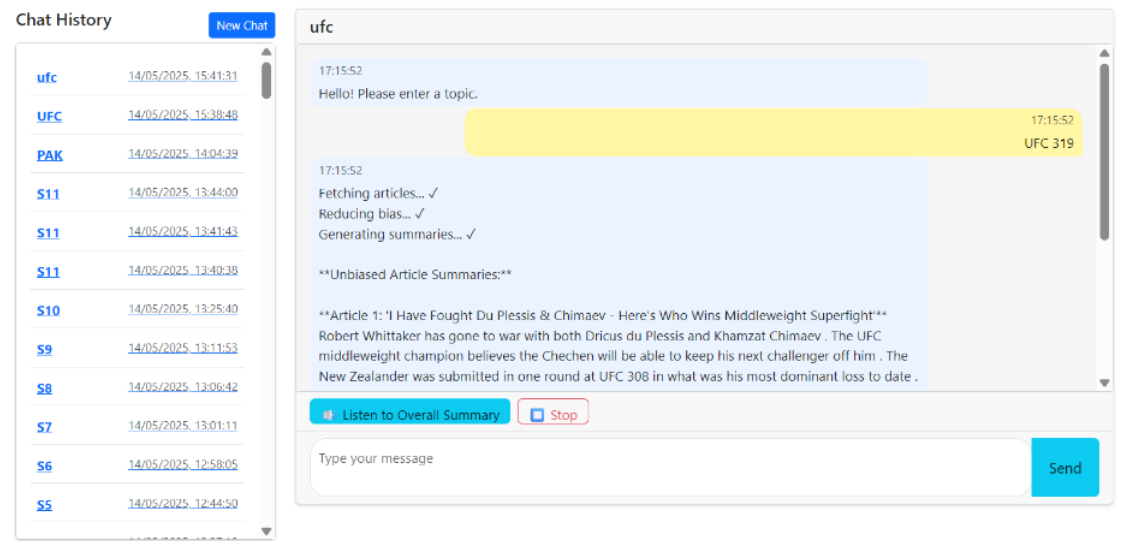 Chat History
New Chat
ufc 14/05/2025, 15:41:31
UFC 14/05/2025, 15:38:48
PAK 14/05/2025, 14:04:39
S11 14/05/2025, 13:44:00
S11 14/05/2025, 13:41:43
S11 14/05/2025, 13:40:38
S10 14/05/2025, 13:25:40
S9 14/05/2025, 13:11:53
S8 14/05/2025, 13:06:42
S7 14/05/2025, 13:01:11
S6 14/05/2025, 12:58:05
S5 14/05/2025, 12:44:50
ufc
17:15:52
Hello! Please enter a topic.
17:15:52
UFC 319
17:15:52
Fetching articles... ✓
Reducing bias... ✓
Generating summaries... ✓
**Unbiased Article Summaries:**
**Article 1: 'I Have Fought Du Plessis & Chimaev - Here's Who Wins Middleweight Superfight'**
Robert Whittaker has gone to war with both Dricus du Plessis and Khamzat Chimaev . The UFC
middleweight champion believes the Chechen will be able to keep his next challenger off him . The
New Zealander was submitted in one round at UFC 308 in what was his most dominant loss to date .
Listen to Overall Summary
Stop
Type your message
Send